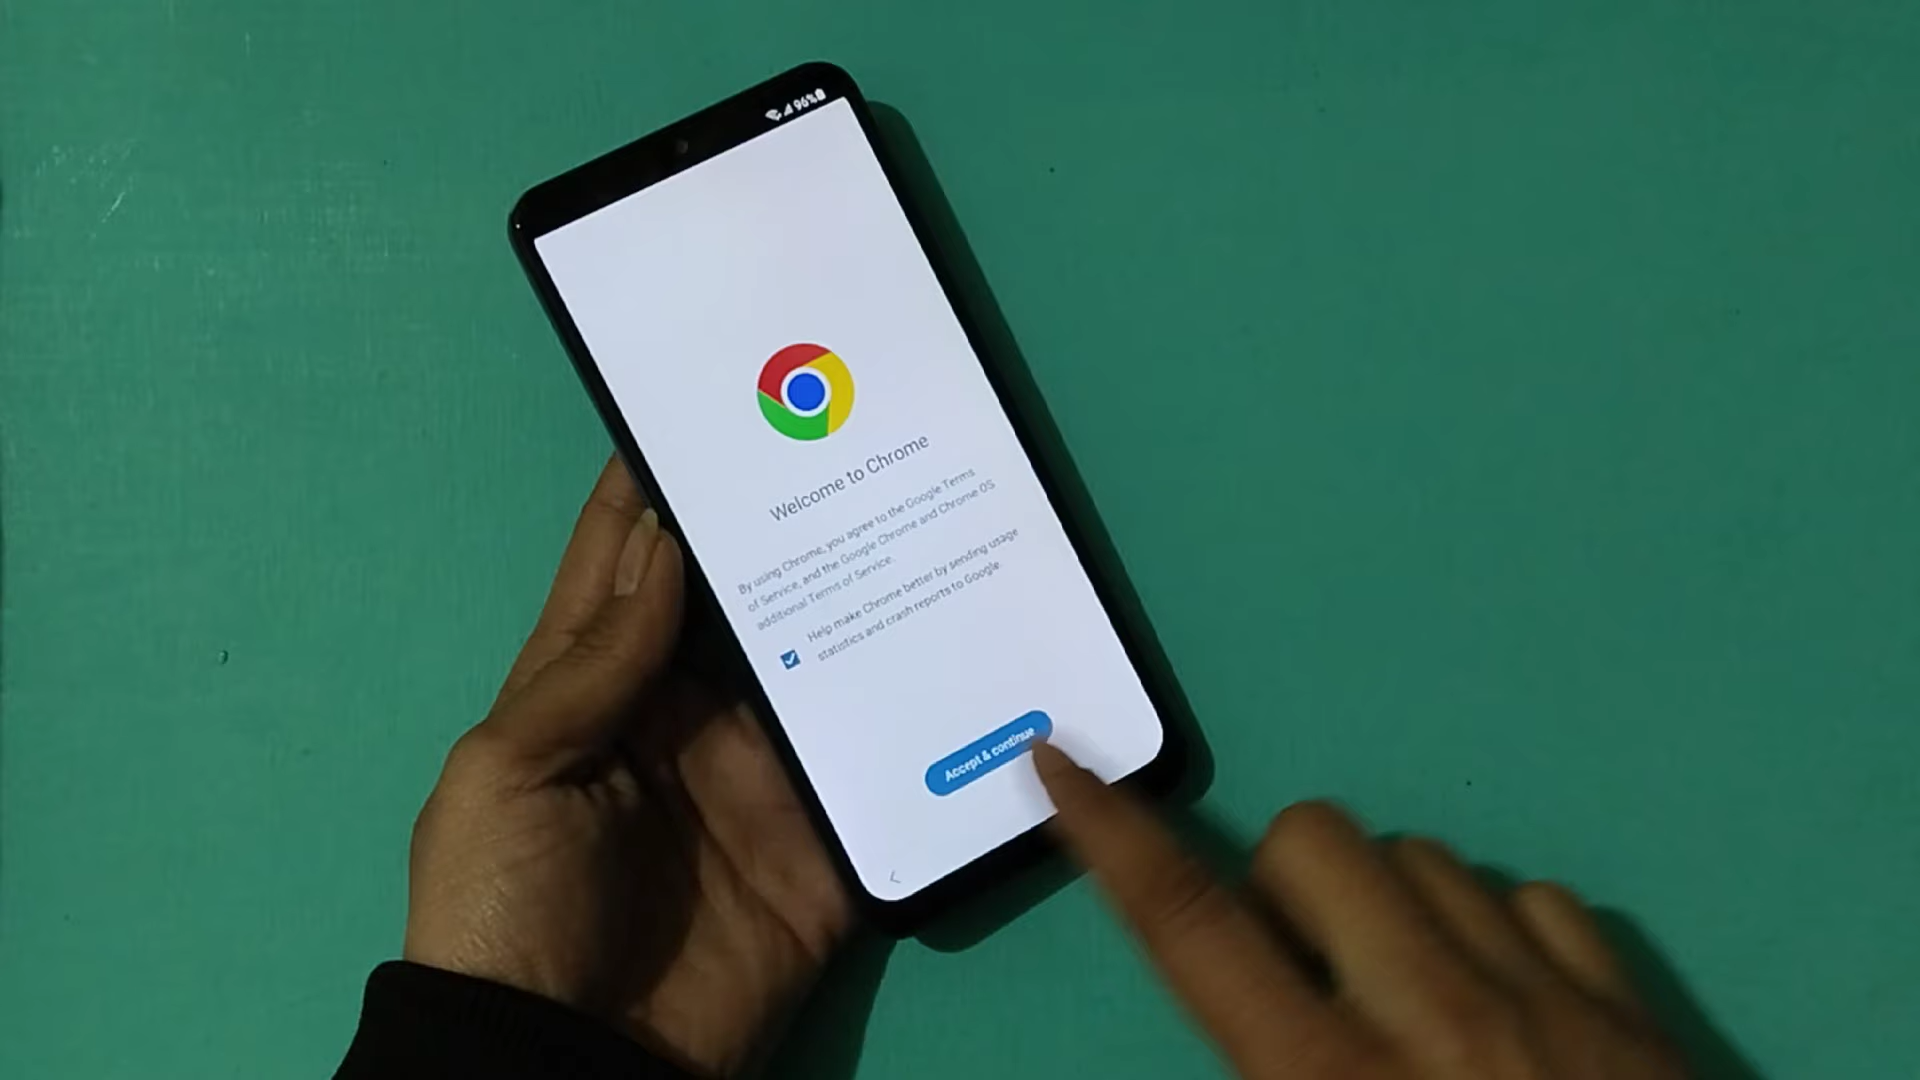 96%
Welcome to Chrome
By using Chrome, you agree to the Google Terms
of Service, and the Google Chrome and Chrome OS
additional Terms of Service.
Help make Chrome better by sending usage
statistics and crash reports to Google.
Accept & continue